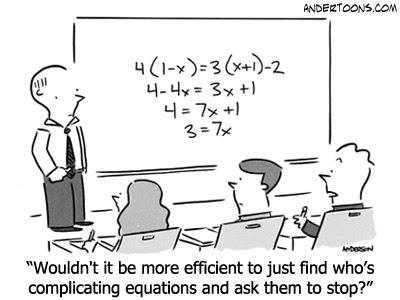 ANDERTOONS.COM
4(1-x)=3(x+1)-2
4-4x=3x+1
4=7x+1
3=7x
ANDERSON
"Wouldn't it be more efficient to just find who's
complicating equations and ask them to stop?"